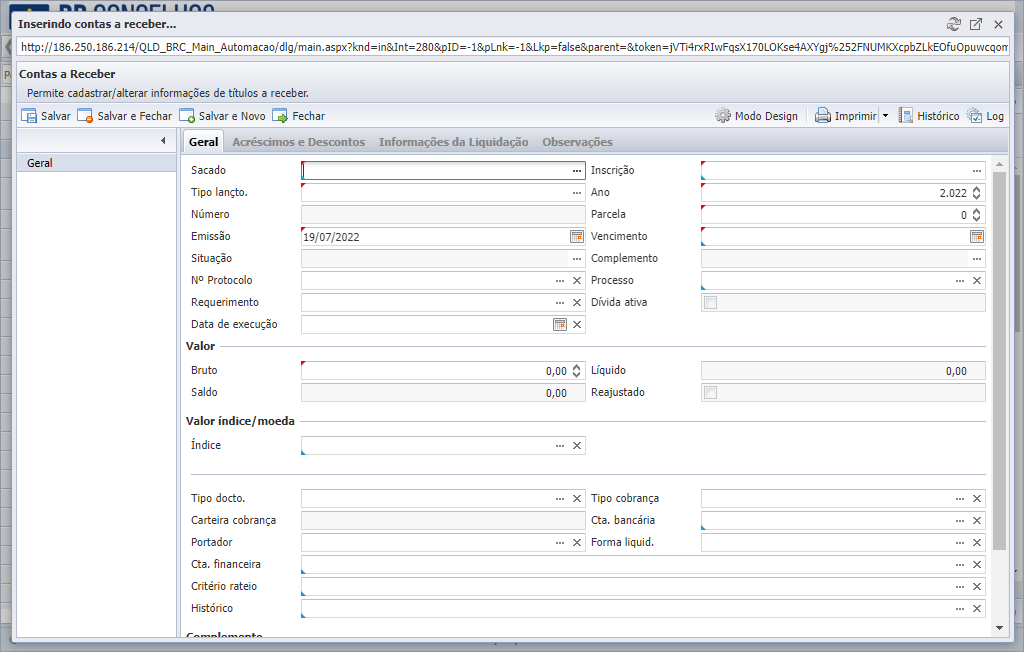 BR CONSELHOS
Inserindo contas a receber...
http://186.250.186.214/QLD_BRC_Main_Automacao/dlg/main.aspx?knd=in&Int=280&pID=-1&pLnk=-1&Lkp=false&parent=&token=jVTi4rxRIwFqsX170LOKse4AXYgj%252FNUMKXcpbZLkEOfuOpuwcqom
Contas a Receber
Permite cadastrar/alterar informações de títulos a receber.
Salvar Salvar e Fechar Salvar e Novo Fechar Modo Design Imprimir Histórico Log
Geral Geral Acréscimos e Descontos Informações da Liquidação Observações
Sacado Inscrição
Tipo lançto. Ano 2.022
Número Parcela 0
Emissão 19/07/2022 Vencimento
Situação Complemento
Nº Protocolo Processo
Requerimento Dívida ativa
Data de execução
Valor
Bruto 0,00 Líquido 0,00
Saldo 0,00 Reajustado
Valor índice/moeda
Índice
Tipo docto. Tipo cobrança
Carteira cobrança Cta. bancária
Portador Forma liquid.
Cta. financeira
Critério rateio
Histórico
Complemento